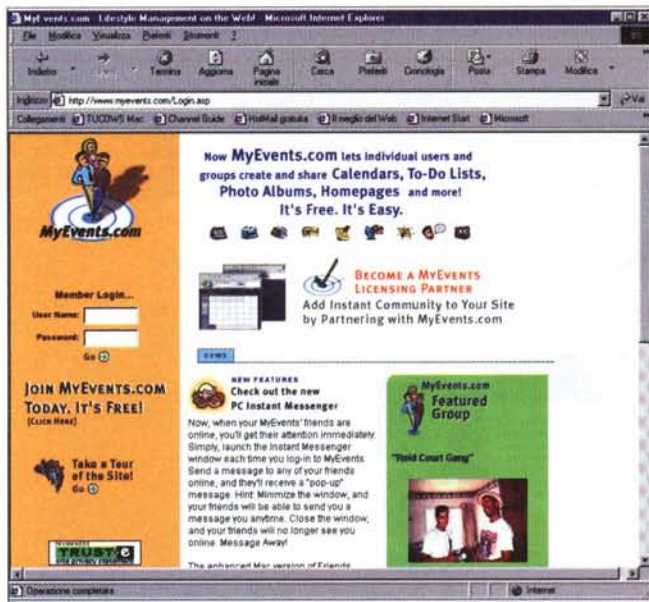 MyEvents.com - Lifestyle Management on the Web! - Microsoft Internet Explorer
File Modifica Visualizza Preferiti Strumenti ?
Indietro Termina Aggiorna Pagina iniziale Cerca Preferiti Cronologia Posta Stampa Modifica
Indirizzo http://www.myevents.com/Login.asp Vai
Collegamenti TUCOWS Mac Channel Guide HotMail gratuita Il meglio del Web Internet Start Microsoft
MyEvents.com
Member Login...
User Name:
Password:
Go
JOIN MYEVENTS.COM
TODAY. IT'S FREE!
[CLICK HERE]
Take a Tour
of the Site!
Go
TRUST-e
site privacy statement
Now MyEvents.com lets individual users and
groups create and share Calendars, To-Do Lists,
Photo Albums, Homepages and more!
It's Free. It's Easy.
BECOME A MYEVENTS
LICENSING PARTNER
Add Instant Community to Your Site
by Partnering with MyEvents.com
NEWS
NEW FEATURES
Check out the new
PC Instant Messenger
Now, when your MyEvents' friends are
online, you'll get their attention immediately.
Simply, launch the Instant Messenger
window each time you log-in to MyEvents.
Send a message to any of your friends
online, and they'll receive a "pop-up"
message. Hint: Minimize the window, and
your friends will be able to send you a
message you anytime. Close the window,
and your friends will no longer see you
online. Message Away!
The enhanced Mac version of Friends
MyEvents.com
Featured
Group
"Reid Court Gang"
Operazione completata
Internet